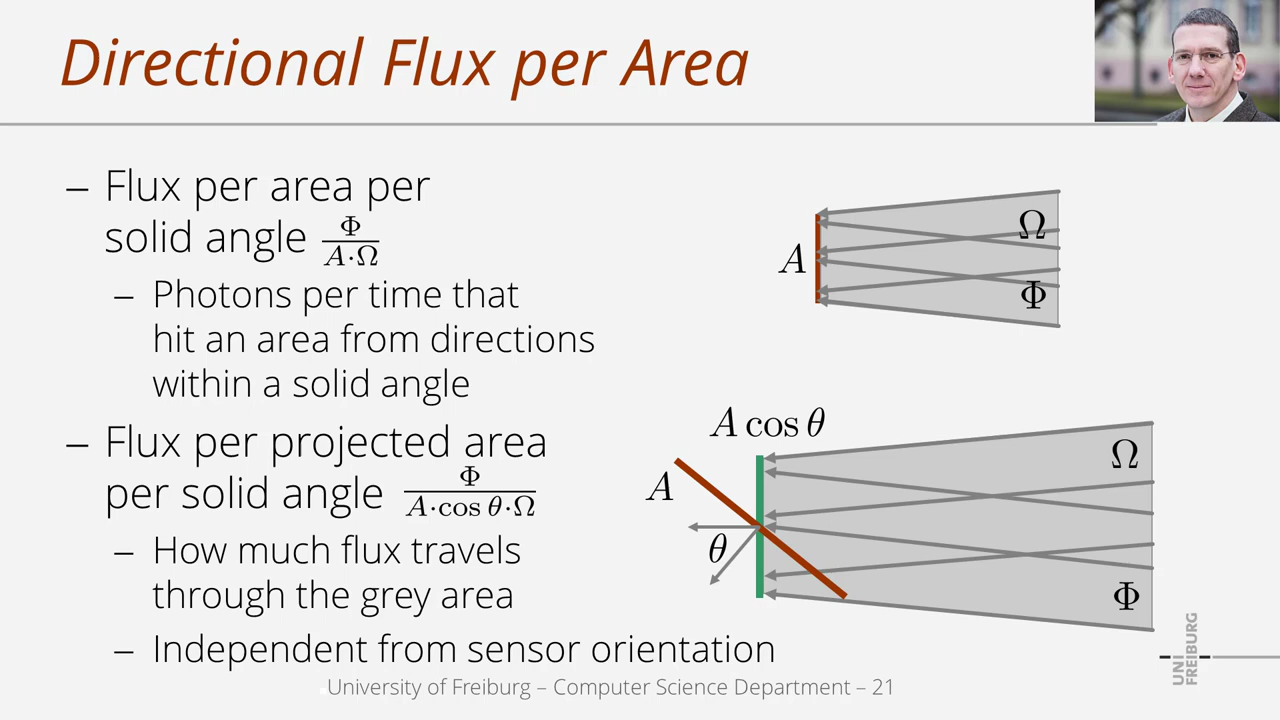 Directional Flux per Area
– Flux per area per
solid angle Φ/(A·Ω)
– Photons per time that
hit an area from directions
within a solid angle
– Flux per projected area
per solid angle Φ/(A·cos θ·Ω)
– How much flux travels
through the grey area
– Independent from sensor orientation
A
Ω
Φ
A cos θ
A
θ
Ω
Φ
University of Freiburg – Computer Science Department – 21
UNI
FREIBURG